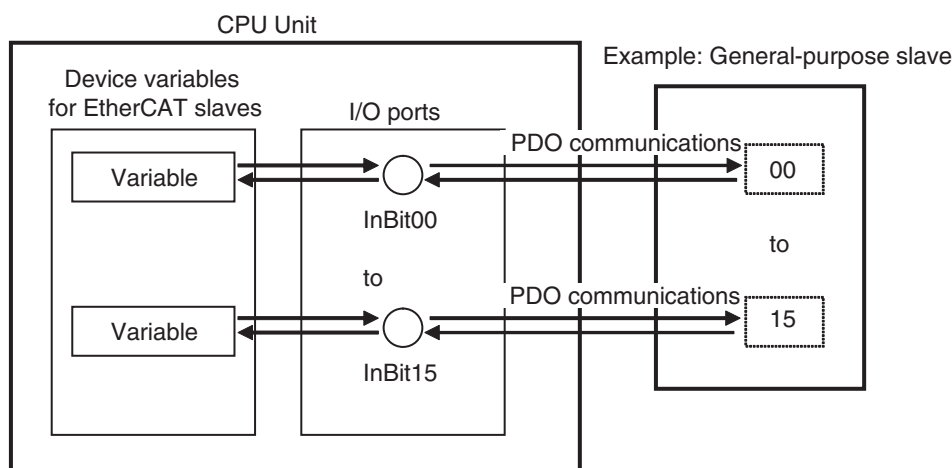 CPU Unit
Example: General-purpose slave
Device variables
for EtherCAT slaves
I/O ports
PDO communications
Variable
00
InBit00
to
to
PDO communications
Variable
15
InBit15